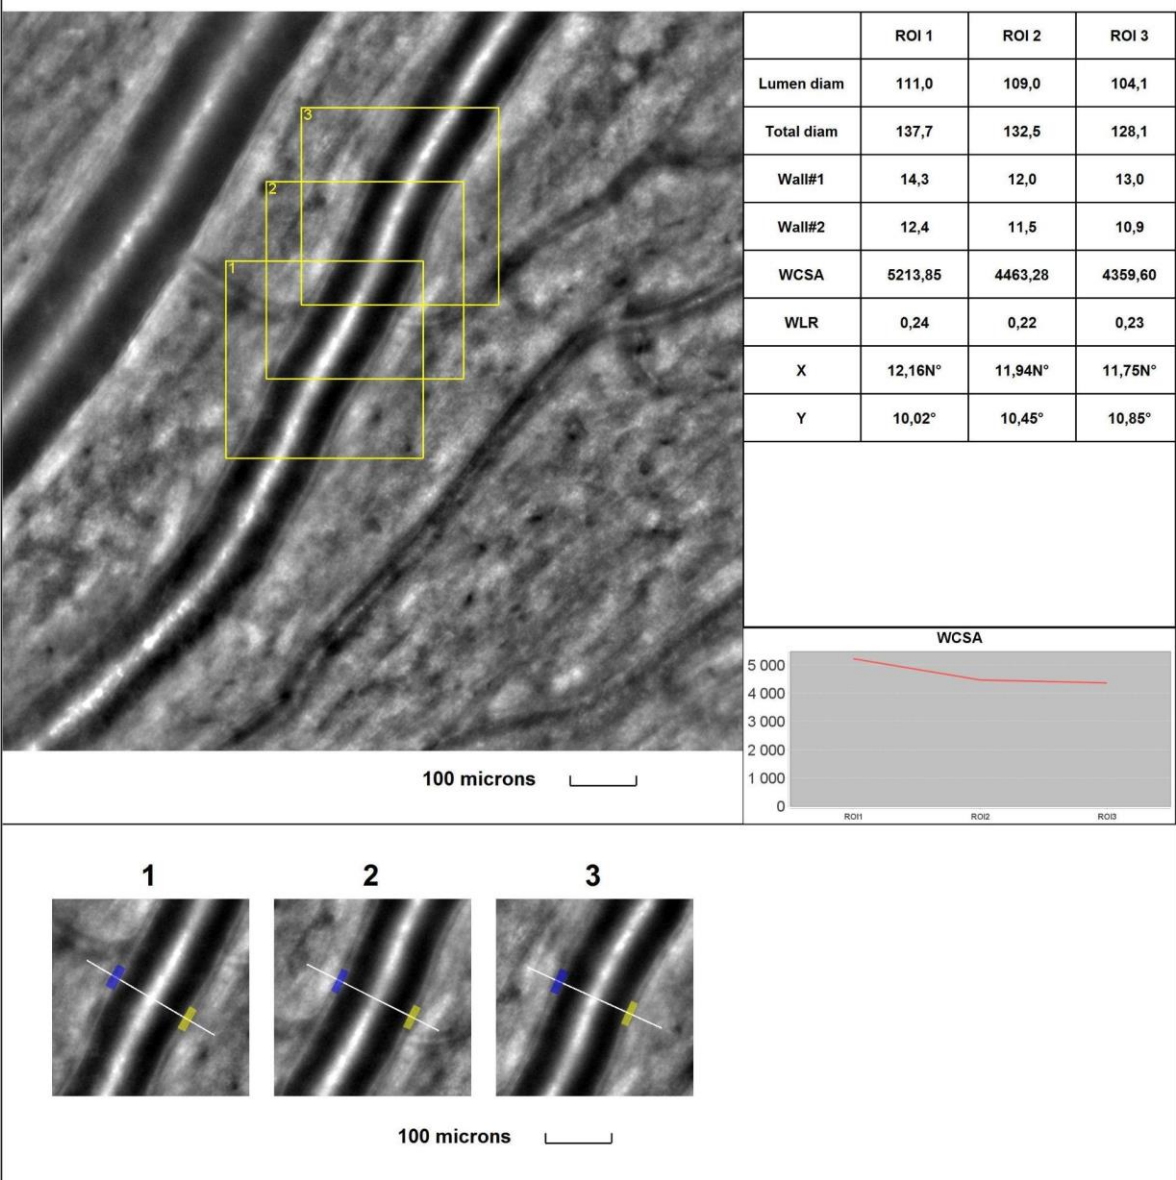 ROI 1 ROI 2 ROI 3
Lumen diam 111,0 109,0 104,1
Total diam 137,7 132,5 128,1
Wall#1 14,3 12,0 13,0
Wall#2 12,4 11,5 10,9
WCSA 5213,85 4463,28 4359,60
WLR 0,24 0,22 0,23
X 12,16N° 11,94N° 11,75N°
Y 10,02° 10,45° 10,85°
3
2
1
100 microns
WCSA
5 000
4 000
3 000
2 000
1 000
0
ROI1 ROI2 ROI3
1 2 3
100 microns